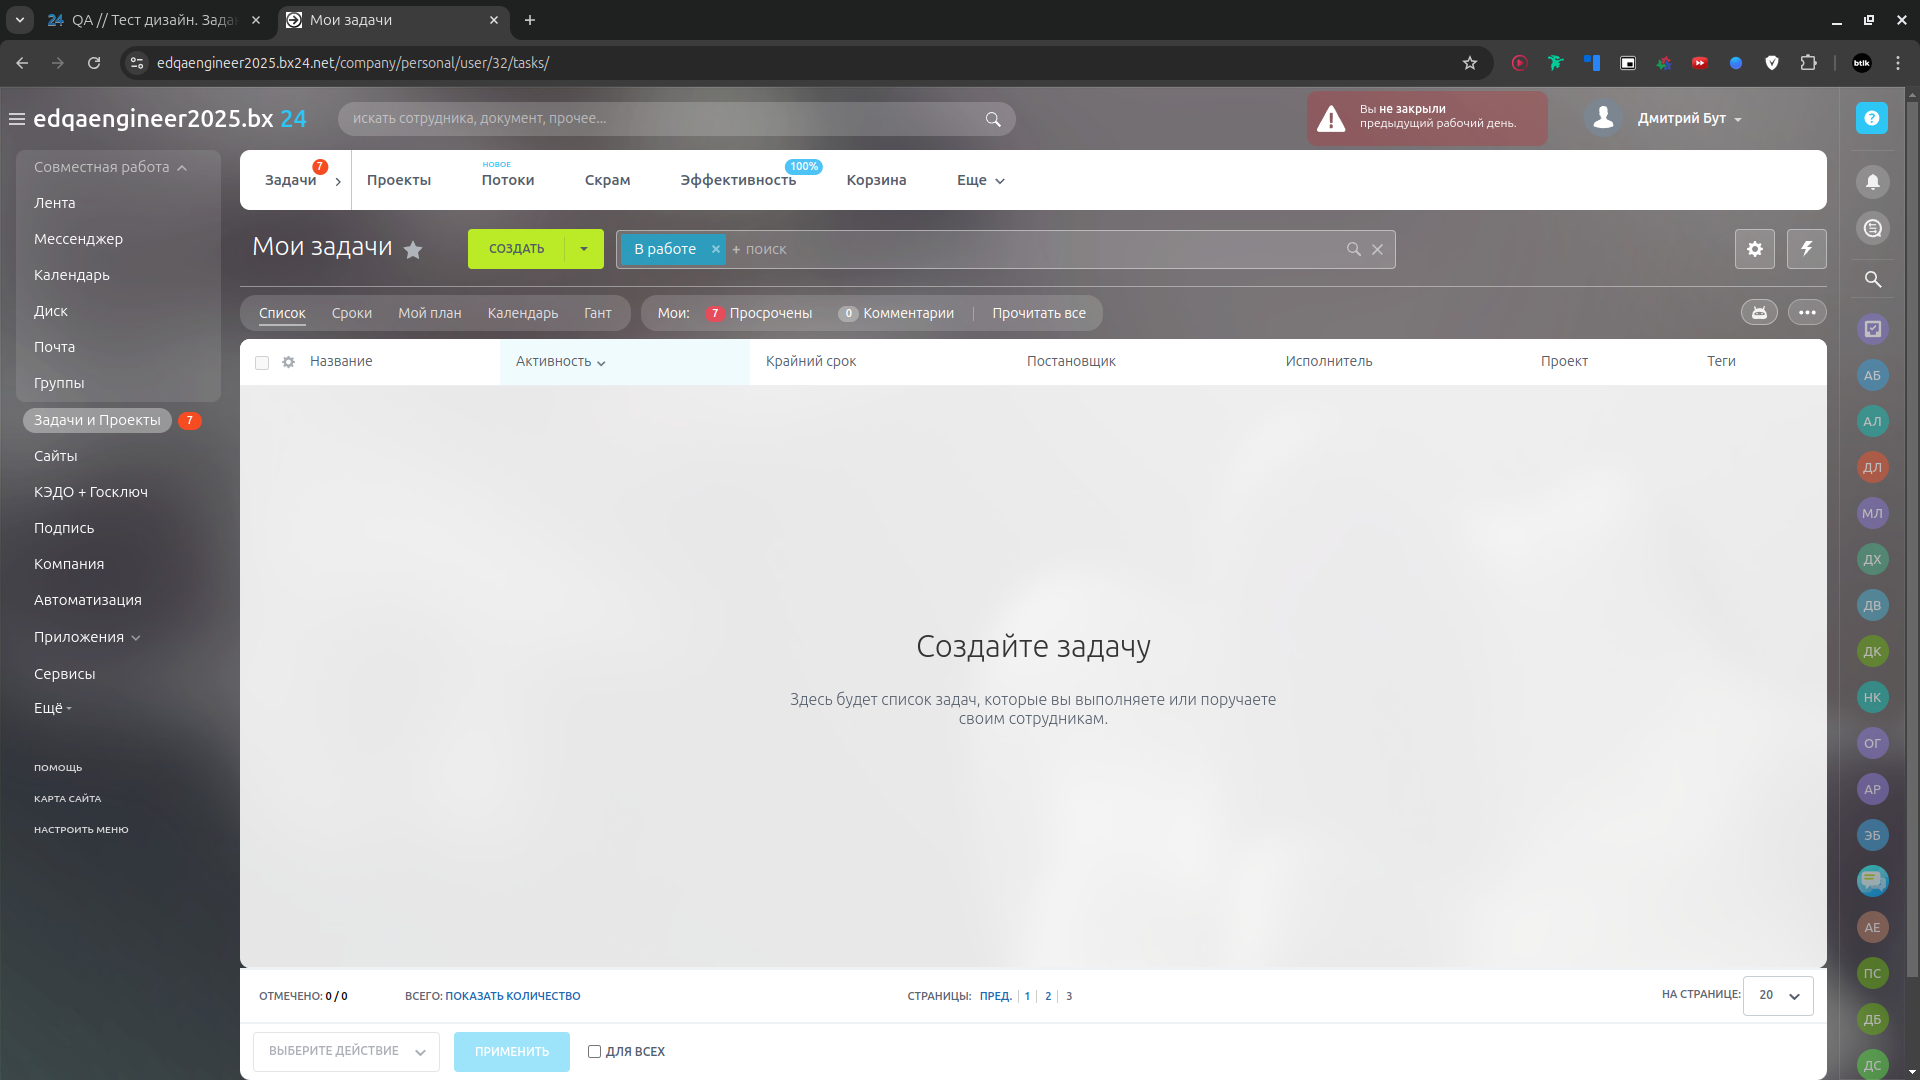 QA // Тест дизайн. Зада
Мои задачи
edqaengineer2025.bx24.net/company/personal/user/32/tasks/
edqaengineer2025.bx 24
искать сотрудника, документ, прочее...
Вы не закрыли
предыдущий рабочий день.
Дмитрий Бут
Совместная работа
Лента
Мессенджер
Календарь
Диск
Почта
Группы
Задачи и Проекты 7
Сайты
КЭДО + Госключ
Подпись
Компания
Автоматизация
Приложения
Сервисы
Ещё
ПОМОЩЬ
КАРТА САЙТА
НАСТРОИТЬ МЕНЮ
Задачи 7
Проекты
НОВОЕ
Потоки
Скрам
Эффективность 100%
Корзина
Еще
Мои задачи
СОЗДАТЬ
В работе × + поиск
Список Сроки Мой план Календарь Гант
Мои: 7 Просрочены 0 Комментарии Прочитать все
Название Активность Крайний срок Постановщик Исполнитель Проект Теги
Создайте задачу
Здесь будет список задач, которые вы выполняете или поручаете
своим сотрудникам.
ОТМЕЧЕНО: 0 / 0 ВСЕГО: ПОКАЗАТЬ КОЛИЧЕСТВО СТРАНИЦЫ: ПРЕД. 1 2 3 НА СТРАНИЦЕ: 20
ВЫБЕРИТЕ ДЕЙСТВИЕ ПРИМЕНИТЬ ДЛЯ ВСЕХ
АБ
АЛ
ДЛ
МЛ
ДХ
ДВ
ДК
НК
ОГ
АР
ЭБ
АЕ
ПС
ДБ
ДС